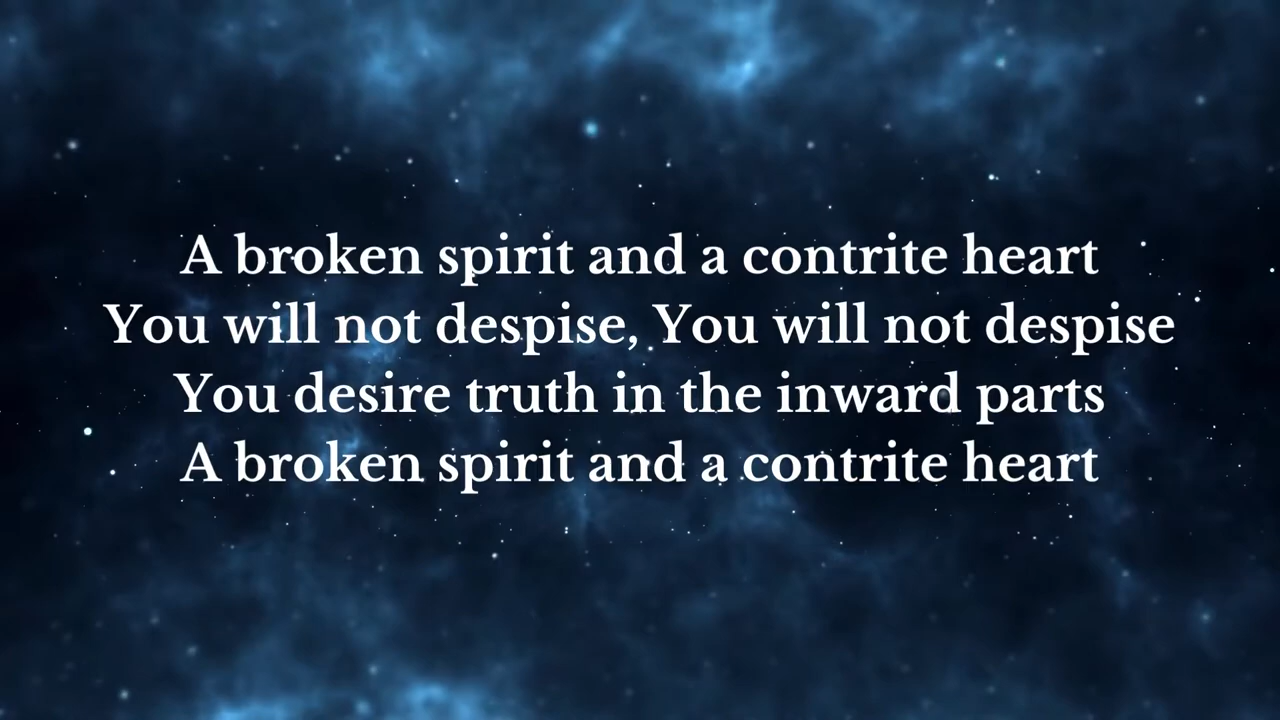 A broken spirit and a contrite heart
You will not despise, You will not despise
You desire truth in the inward parts
A broken spirit and a contrite heart